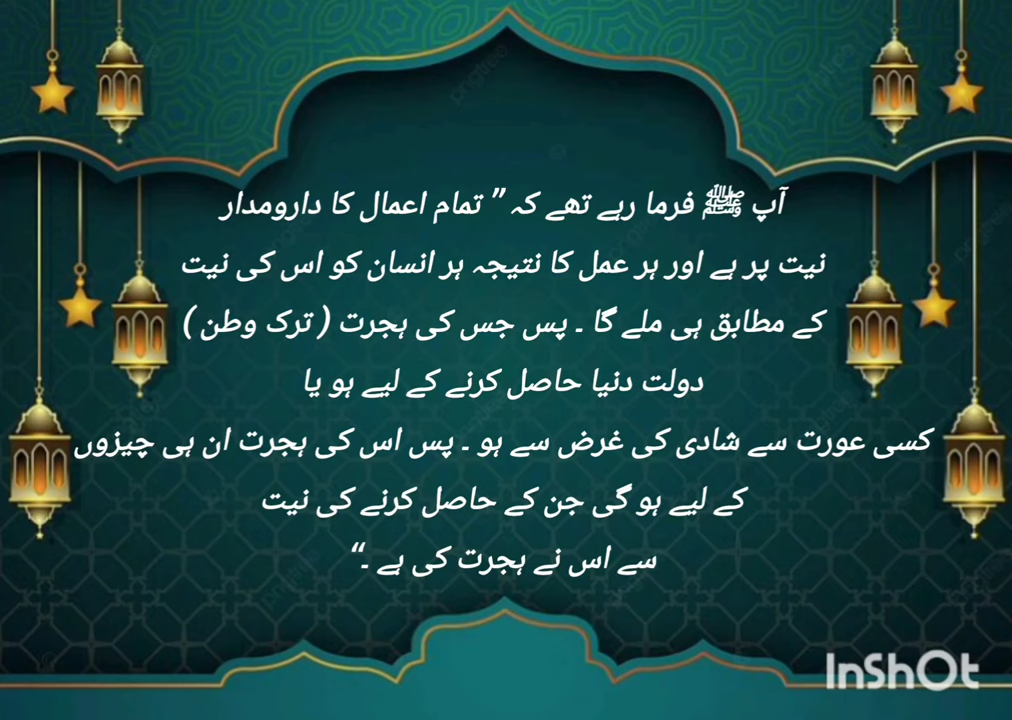 آپ ﷺ فرما رہے تھے کہ ” تمام اعمال کا دارومدار
نیت پر ہے اور ہر عمل کا نتیجہ ہر انسان کو اس کی نیت
کے مطابق ہی ملے گا ۔ پس جس کی ہجرت ( ترک وطن )
دولت دنیا حاصل کرنے کے لیے ہو یا
کسی عورت سے شادی کی غرض سے ہو ۔ پس اس کی ہجرت ان ہی چیزوں
کے لیے ہو گی جن کے حاصل کرنے کی نیت
سے اس نے ہجرت کی ہے ۔“
InShOt